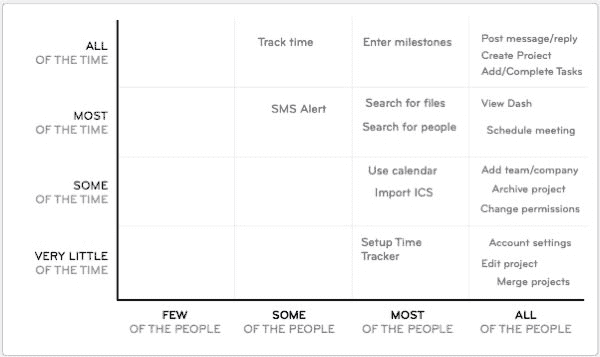 ALL
OF THE TIME
Track time
Enter milestones
Post message/reply
Create Project
Add/Complete Tasks
MOST
OF THE TIME
SMS Alert
Search for files
Search for people
View Dash
Schedule meeting
SOME
OF THE TIME
Use calendar
Import ICS
Add team/company
Archive project
Change permissions
VERY LITTLE
OF THE TIME
Setup Time
Tracker
Account settings
Edit project
Merge projects
FEW
OF THE PEOPLE
SOME
OF THE PEOPLE
MOST
OF THE PEOPLE
ALL
OF THE PEOPLE